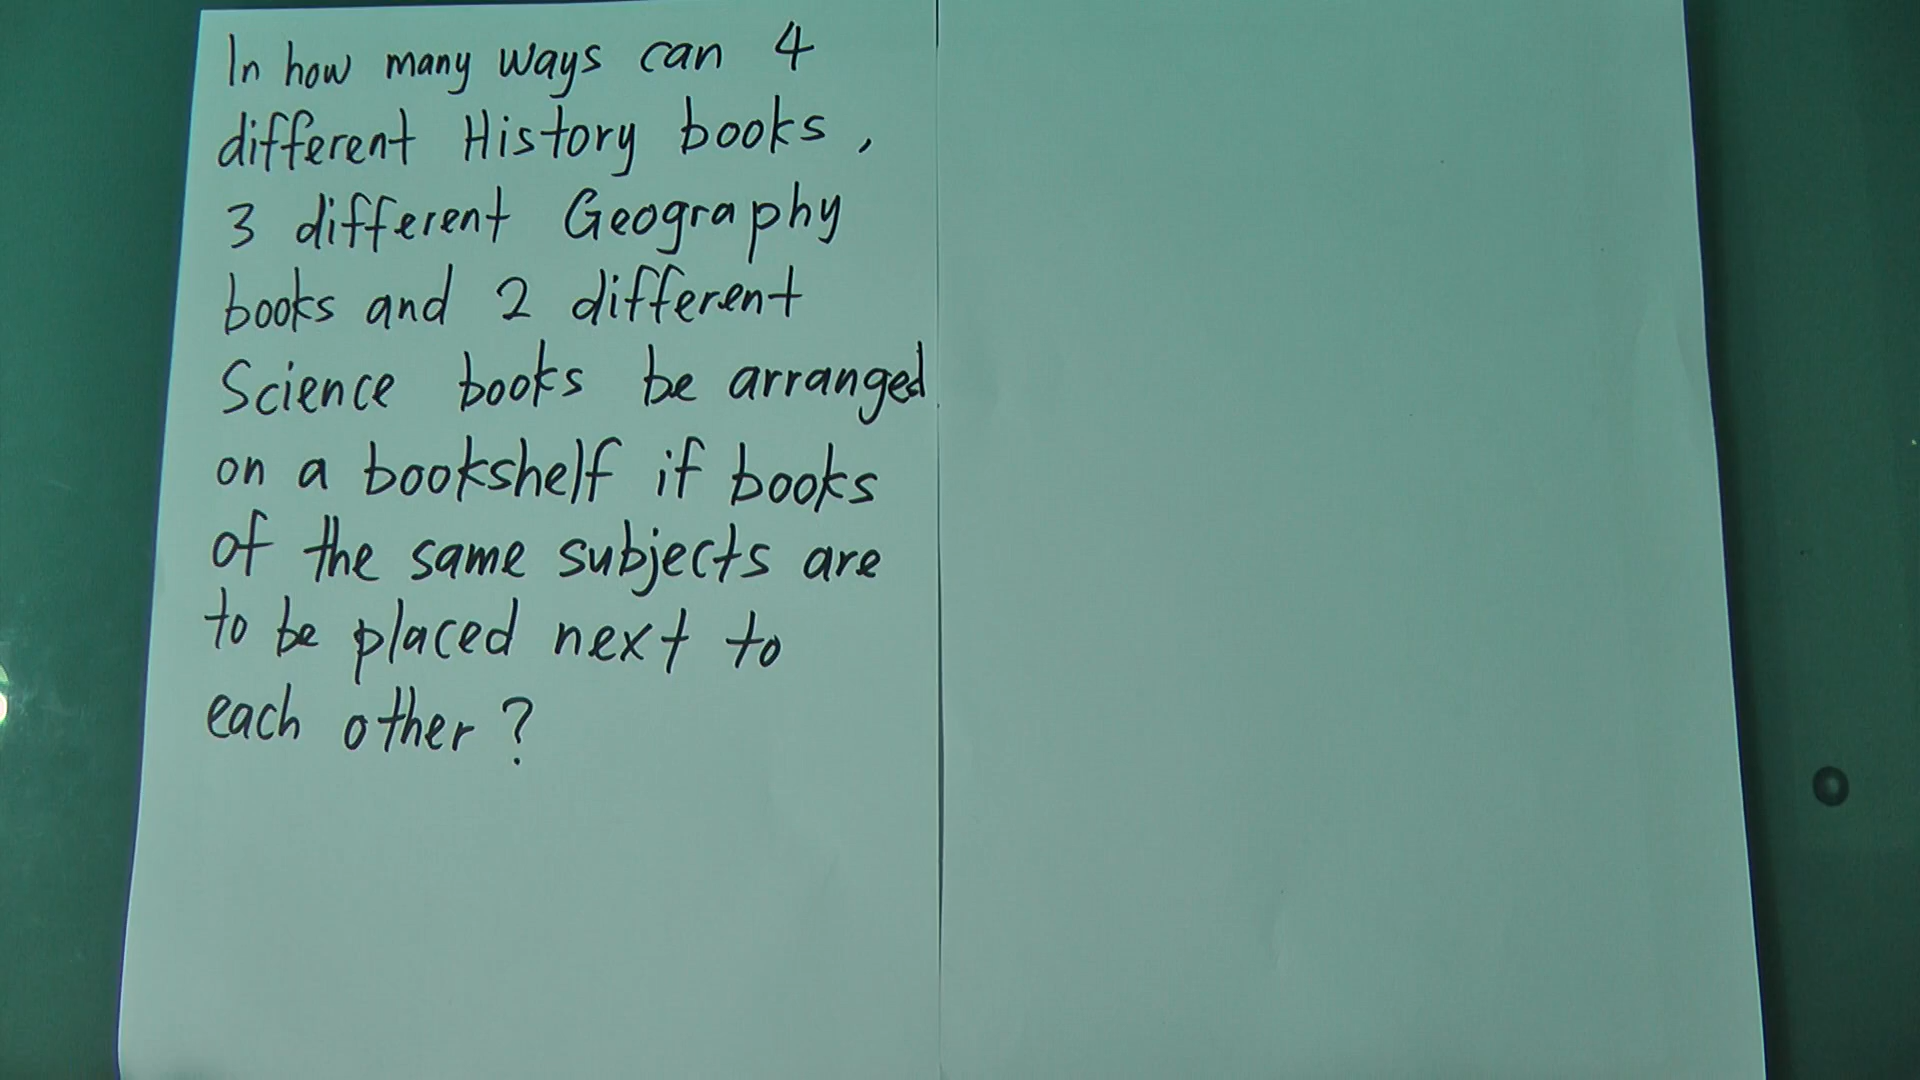 In how many ways can 4
different History books,
3 different Geography
books and 2 different
Science books be arranged
on a bookshelf if books
of the same subjects are
to be placed next to
each other?